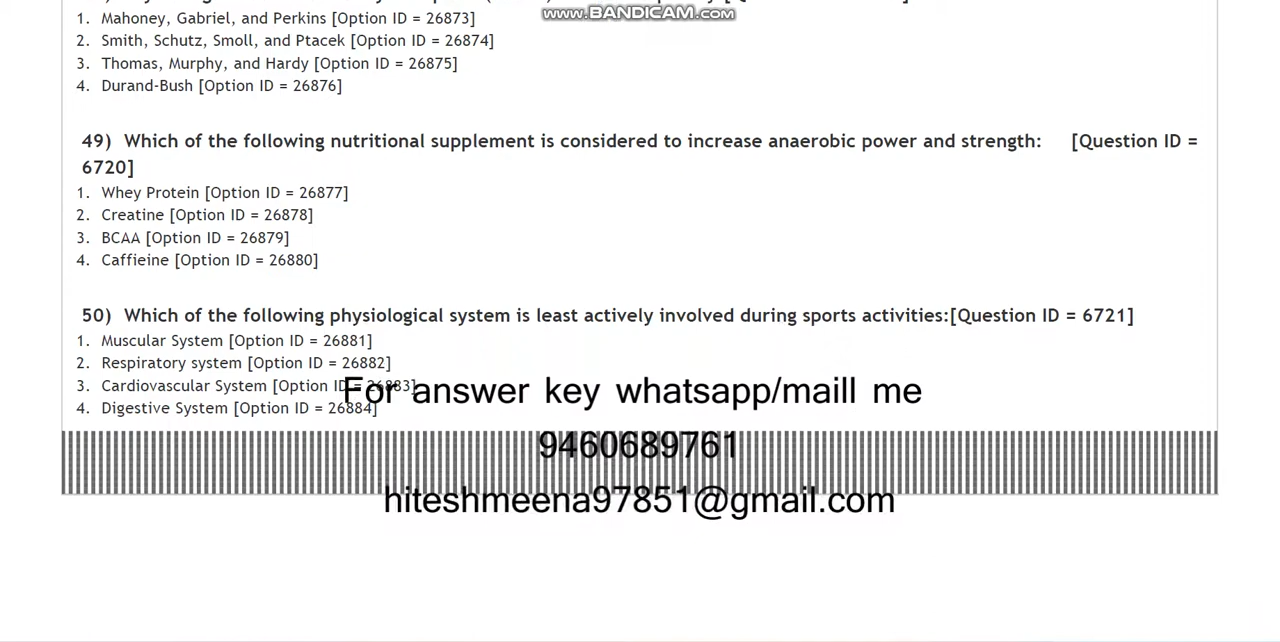 www.BANDICAM.com
1. Mahoney, Gabriel, and Perkins [Option ID = 26873]
2. Smith, Schutz, Smoll, and Ptacek [Option ID = 26874]
3. Thomas, Murphy, and Hardy [Option ID = 26875]
4. Durand-Bush [Option ID = 26876]
49) Which of the following nutritional supplement is considered to increase anaerobic power and strength: [Question ID =
6720]
1. Whey Protein [Option ID = 26877]
2. Creatine [Option ID = 26878]
3. BCAA [Option ID = 26879]
4. Caffieine [Option ID = 26880]
50) Which of the following physiological system is least actively involved during sports activities:[Question ID = 6721]
1. Muscular System [Option ID = 26881]
2. Respiratory system [Option ID = 26882]
3. Cardiovascular System [Option ID = 26883]
For answer key whatsapp/maill me
4. Digestive System [Option ID = 26884]
9460689761
hiteshmeena97851@gmail.com